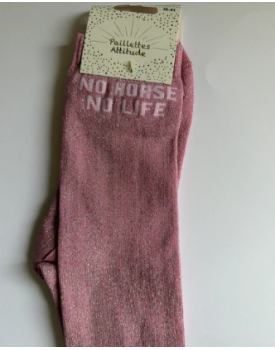 Paillettes
Attitude
NO HORSE
NO LIFE